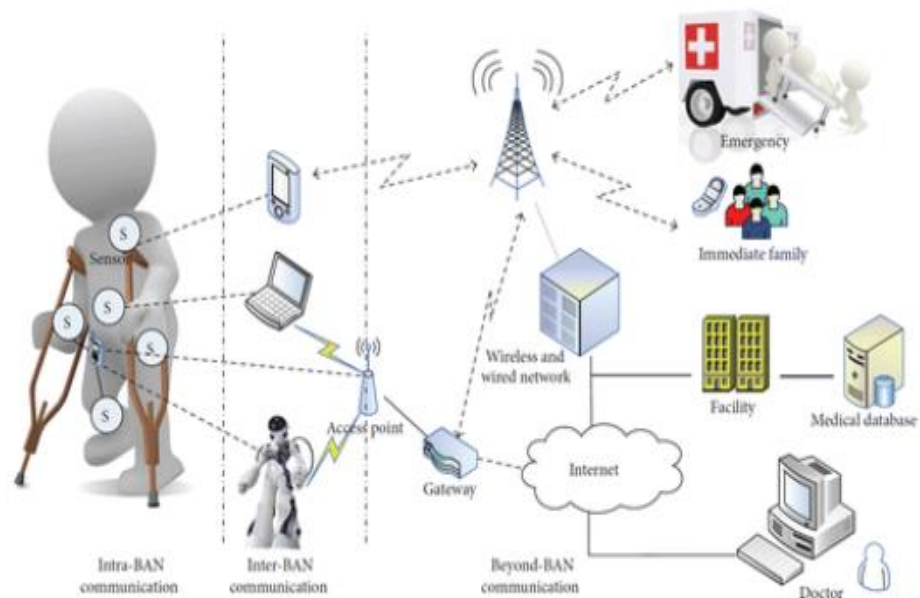 S
Sensor
S
S
S
S
Emergency
Immediate family
Wireless and
wired network
Facility
Medical database
Access point
Gateway
Internet
Intra-BAN
communication
Inter-BAN
communication
Beyond-BAN
communication
Doctor